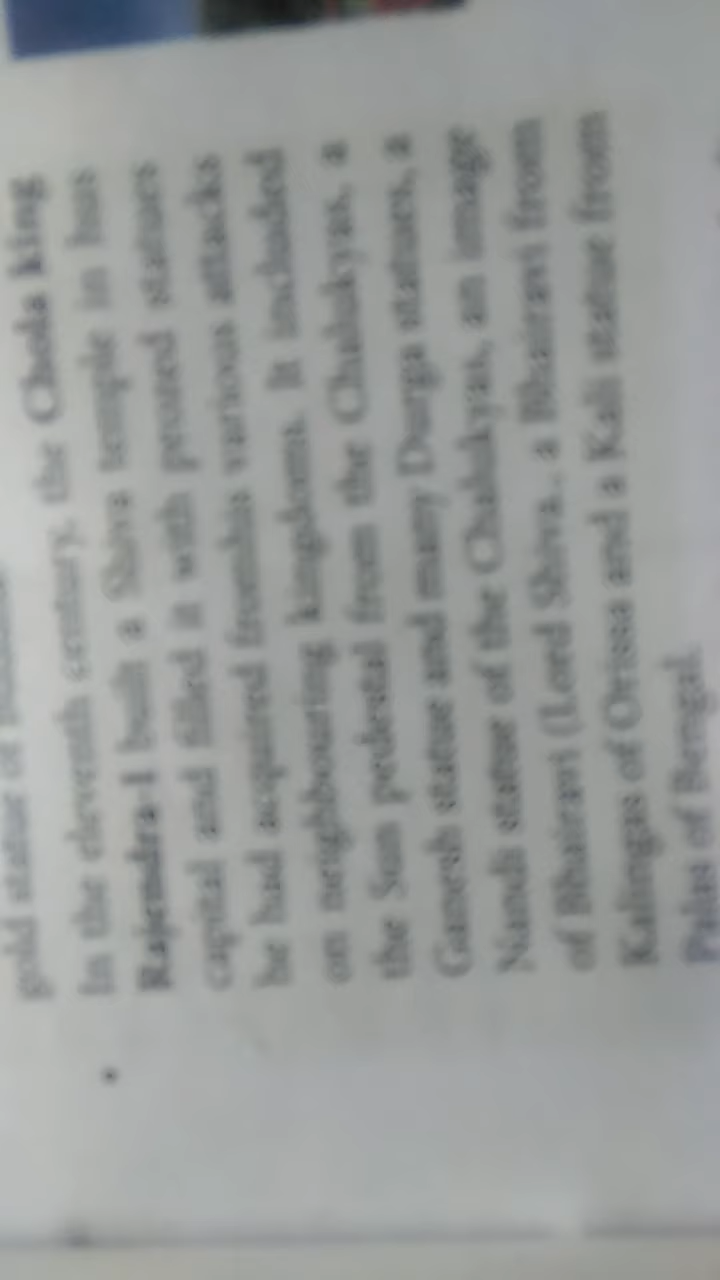 gold statue of
In the eleventh century, the Chola king
Rajendra-I built a Shiva temple in his
capital and filled it with prized statues
he had acquired fromhis various attacks
on neighbouring kingdoms. It included
the Sun pedestal from the Chalukyas, a
Ganesh statue and many Durga statues, a
Nandi statue of the Chalukyas, an image
of Bhairavi (Lord Shiva.. a Bhairavi from
Kalingas of Orissa and a Kali statue from
Palas of Bengal.